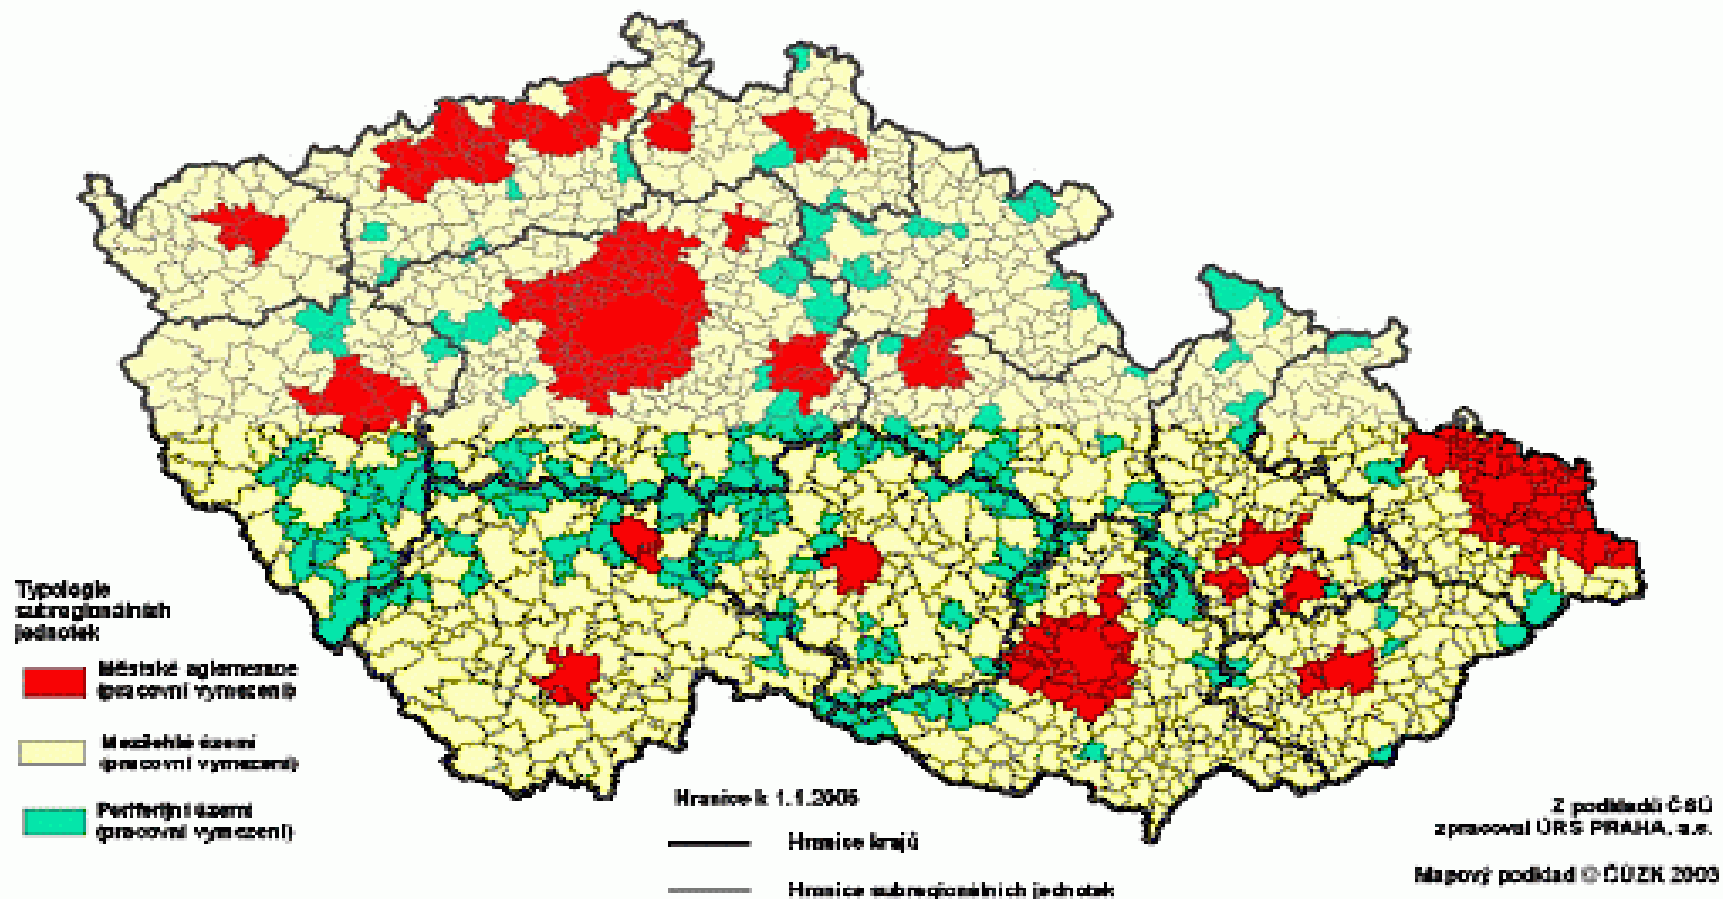 Typologie
subregionálních
jednotek
Městské aglomerace
(pracovní vymezení)
Mezilehlé území
(pracovní vymezení)
Periferijní území
(pracovní vymezení)
Hranice k 1.1.2005
Hranice krajů
Hranice subregionálních jednotek
Z podkladů ČSÚ
zpracoval ÚRS PRAHA, a.s.
Mapový podklad © ČÚZK 2003